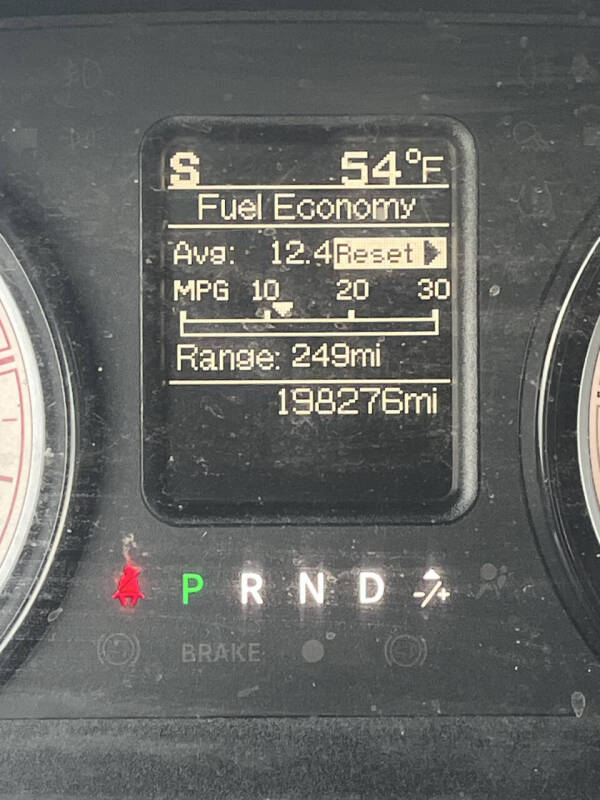 S 54°F
Fuel Economy
Avg: 12.4 Reset
MPG 10 20 30
Range: 249mi
198276mi
P R N D -/+
BRAKE